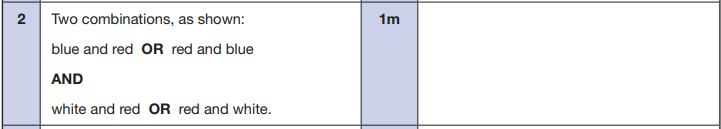 2 Two combinations, as shown: 1m
blue and red OR red and blue
AND
white and red OR red and white.